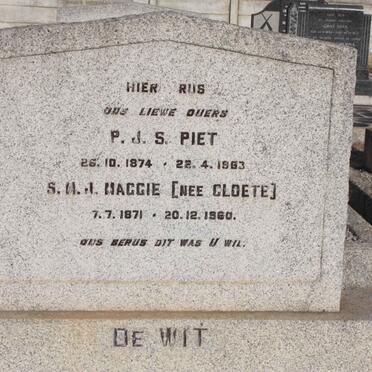 HIER RUS
ONS LIEWE OUERS
P. J. S. PIET
26. 10. 1874 - 22. 4. 1963
S. M. J. MAGGIE [NEE CLOETE]
7. 7. 1871 - 20. 12. 1960.
ONS BERUS DIT WAS U WIL.
DE WIT